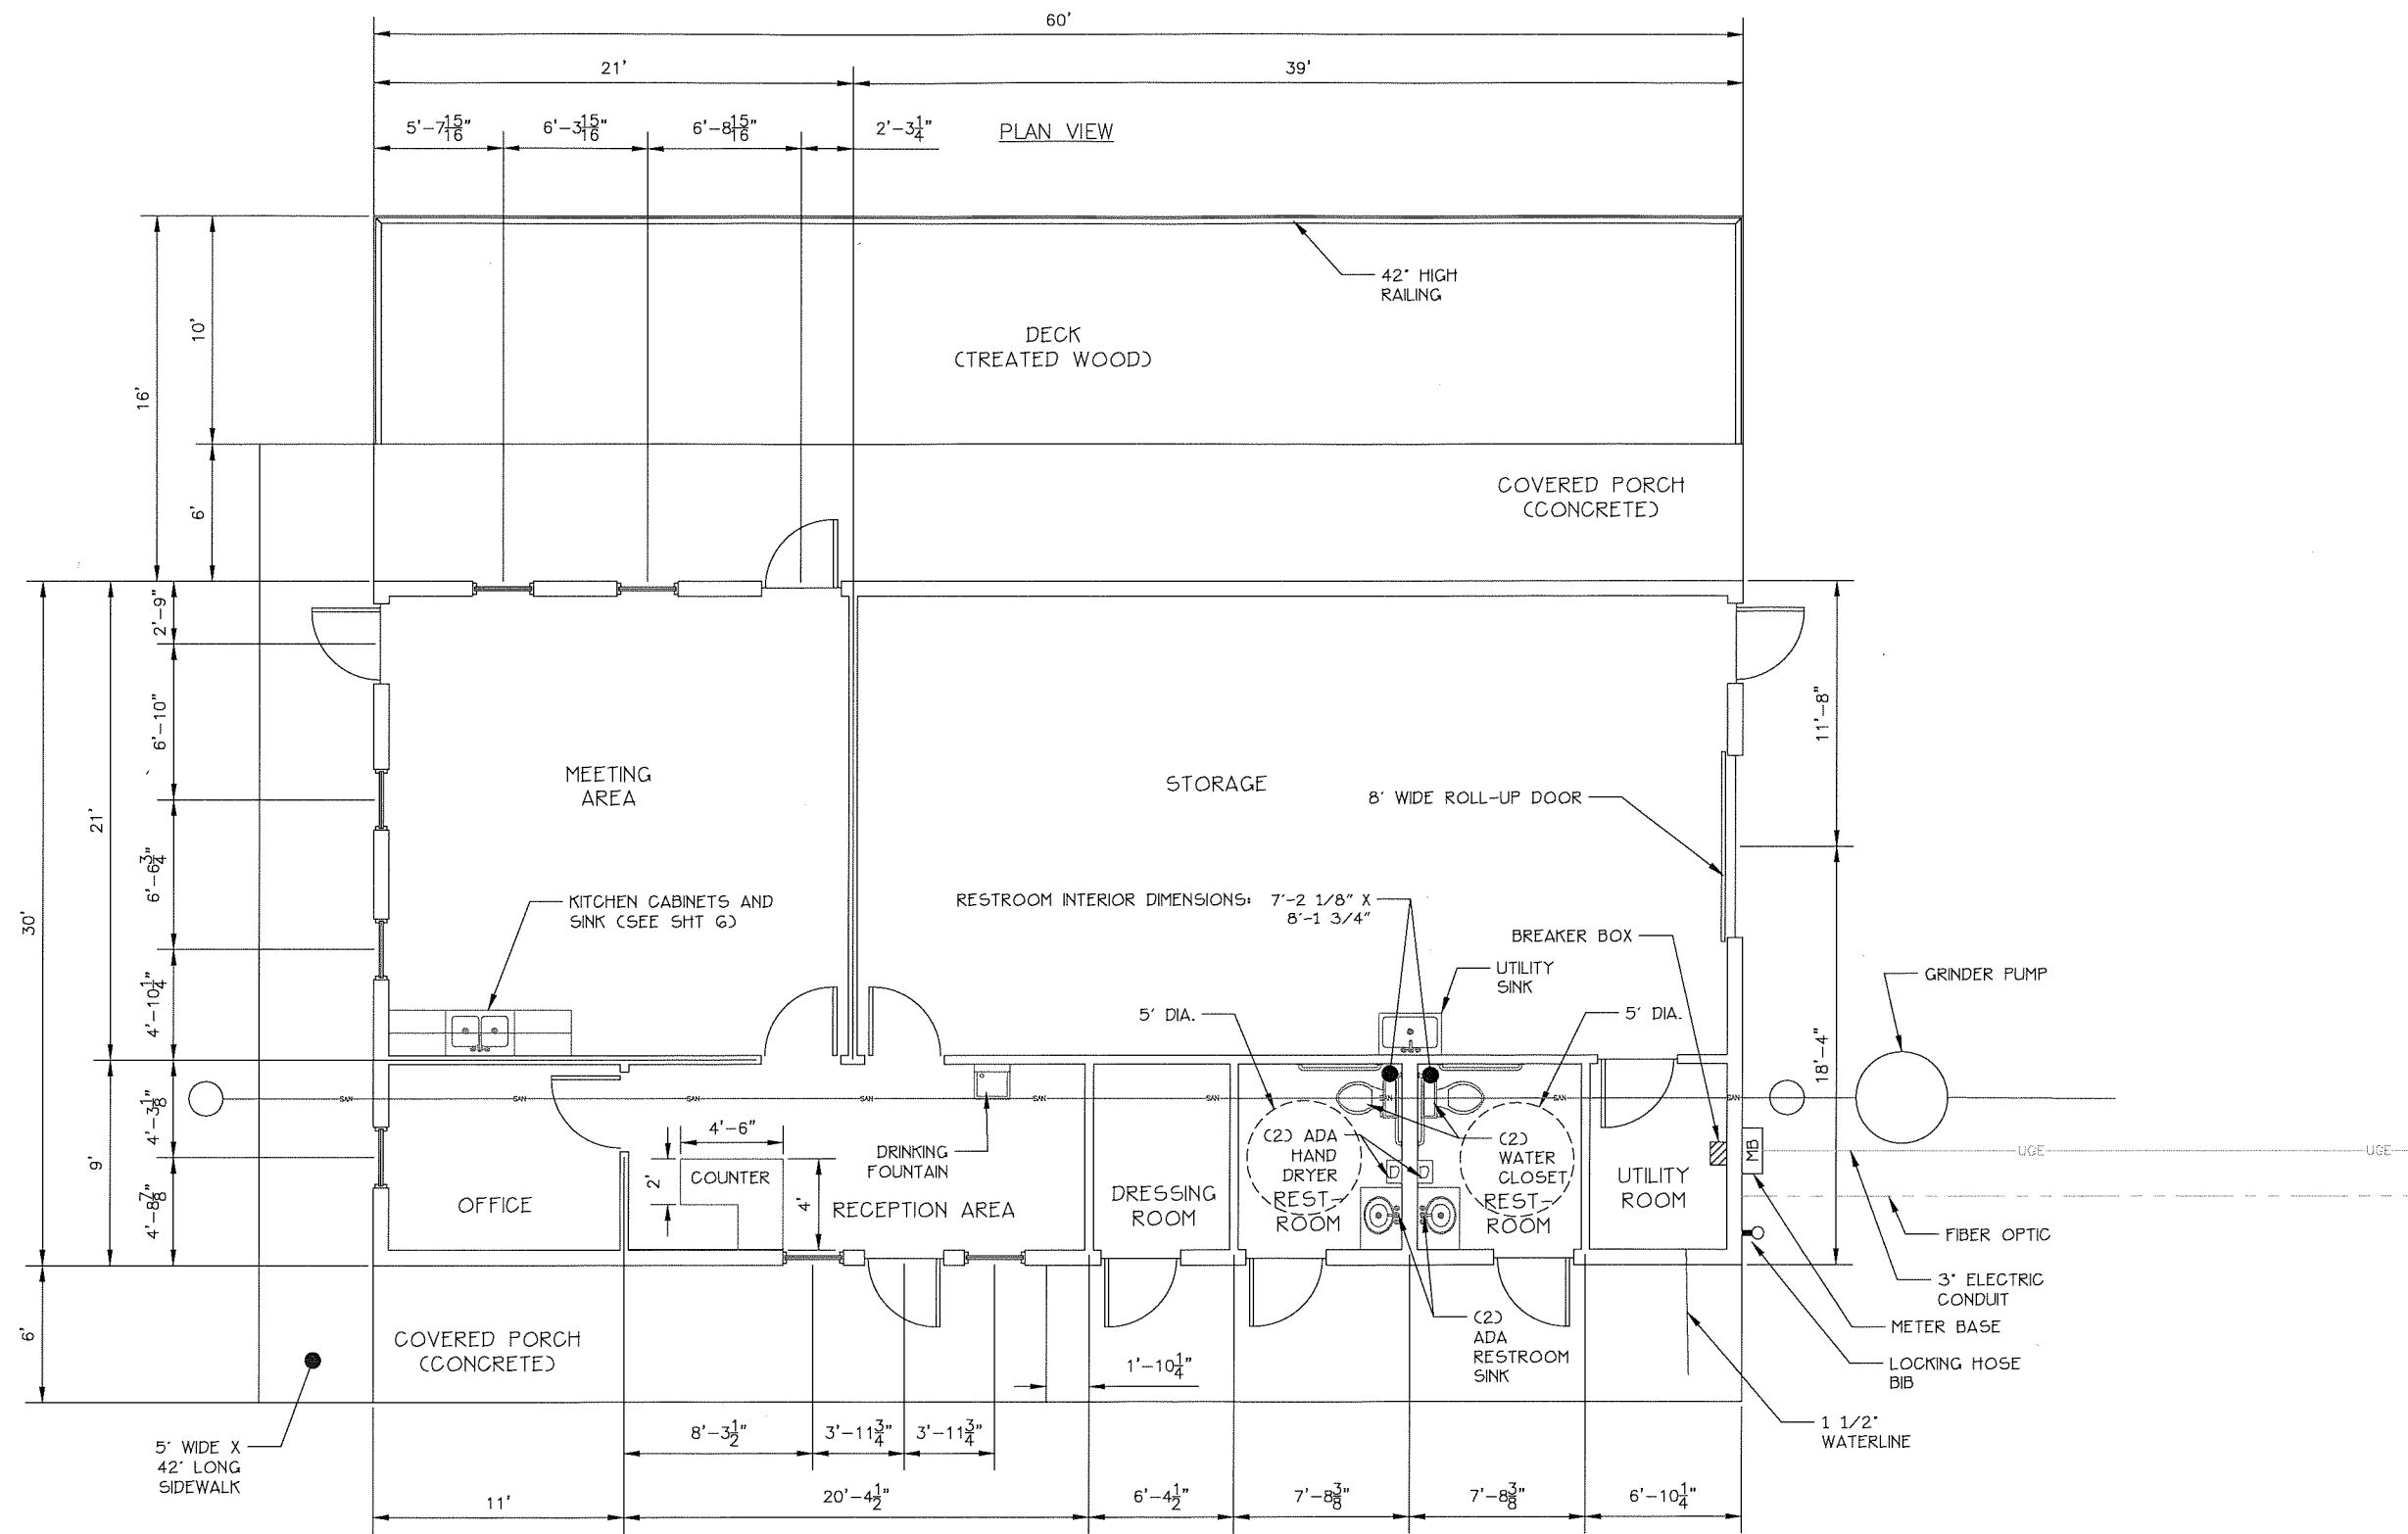 60'
21'
39'
5'-7 15/16"
6'-3 15/16"
6'-8 15/16"
2'-3 1/4"
PLAN VIEW
42" HIGH
RAILING
DECK
(TREATED WOOD)
16'
10'
6'
COVERED PORCH
(CONCRETE)
2'-9"
6'-10"
6'-6 3/4"
4'-10 1/4"
21'
30'
11'-8"
18'-4"
MEETING
AREA
STORAGE
8' WIDE ROLL-UP DOOR
KITCHEN CABINETS AND
SINK (SEE SHT 6)
RESTROOM INTERIOR DIMENSIONS: 7'-2 1/8" X
8'-1 3/4"
BREAKER BOX
UTILITY
SINK
GRINDER PUMP
5' DIA.
5' DIA.
SAN
SAN
SAN
SAN
SAN
SAN
SAN
SAN
SAN
4'-3 1/8"
4'-8 7/8"
9'
4'-6"
2'
COUNTER
4'
DRINKING
FOUNTAIN
OFFICE
RECEPTION AREA
DRESSING
ROOM
(2) ADA
HAND
DRYER
REST-
ROOM
(2)
WATER
CLOSET
REST-
ROOM
UTILITY
ROOM
MB
UGE
UGE
FIBER OPTIC
3" ELECTRIC
CONDUIT
METER BASE
LOCKING HOSE
BIB
1 1/2"
WATERLINE
(2)
ADA
RESTROOM
SINK
6'
COVERED PORCH
(CONCRETE)
1'-10 1/4"
5' WIDE X
42' LONG
SIDEWALK
8'-3 1/2"
3'-11 3/4"
3'-11 3/4"
11'
20'-4 1/2"
6'-4 1/2"
7'-8 3/8"
7'-8 3/8"
6'-10 1/4"